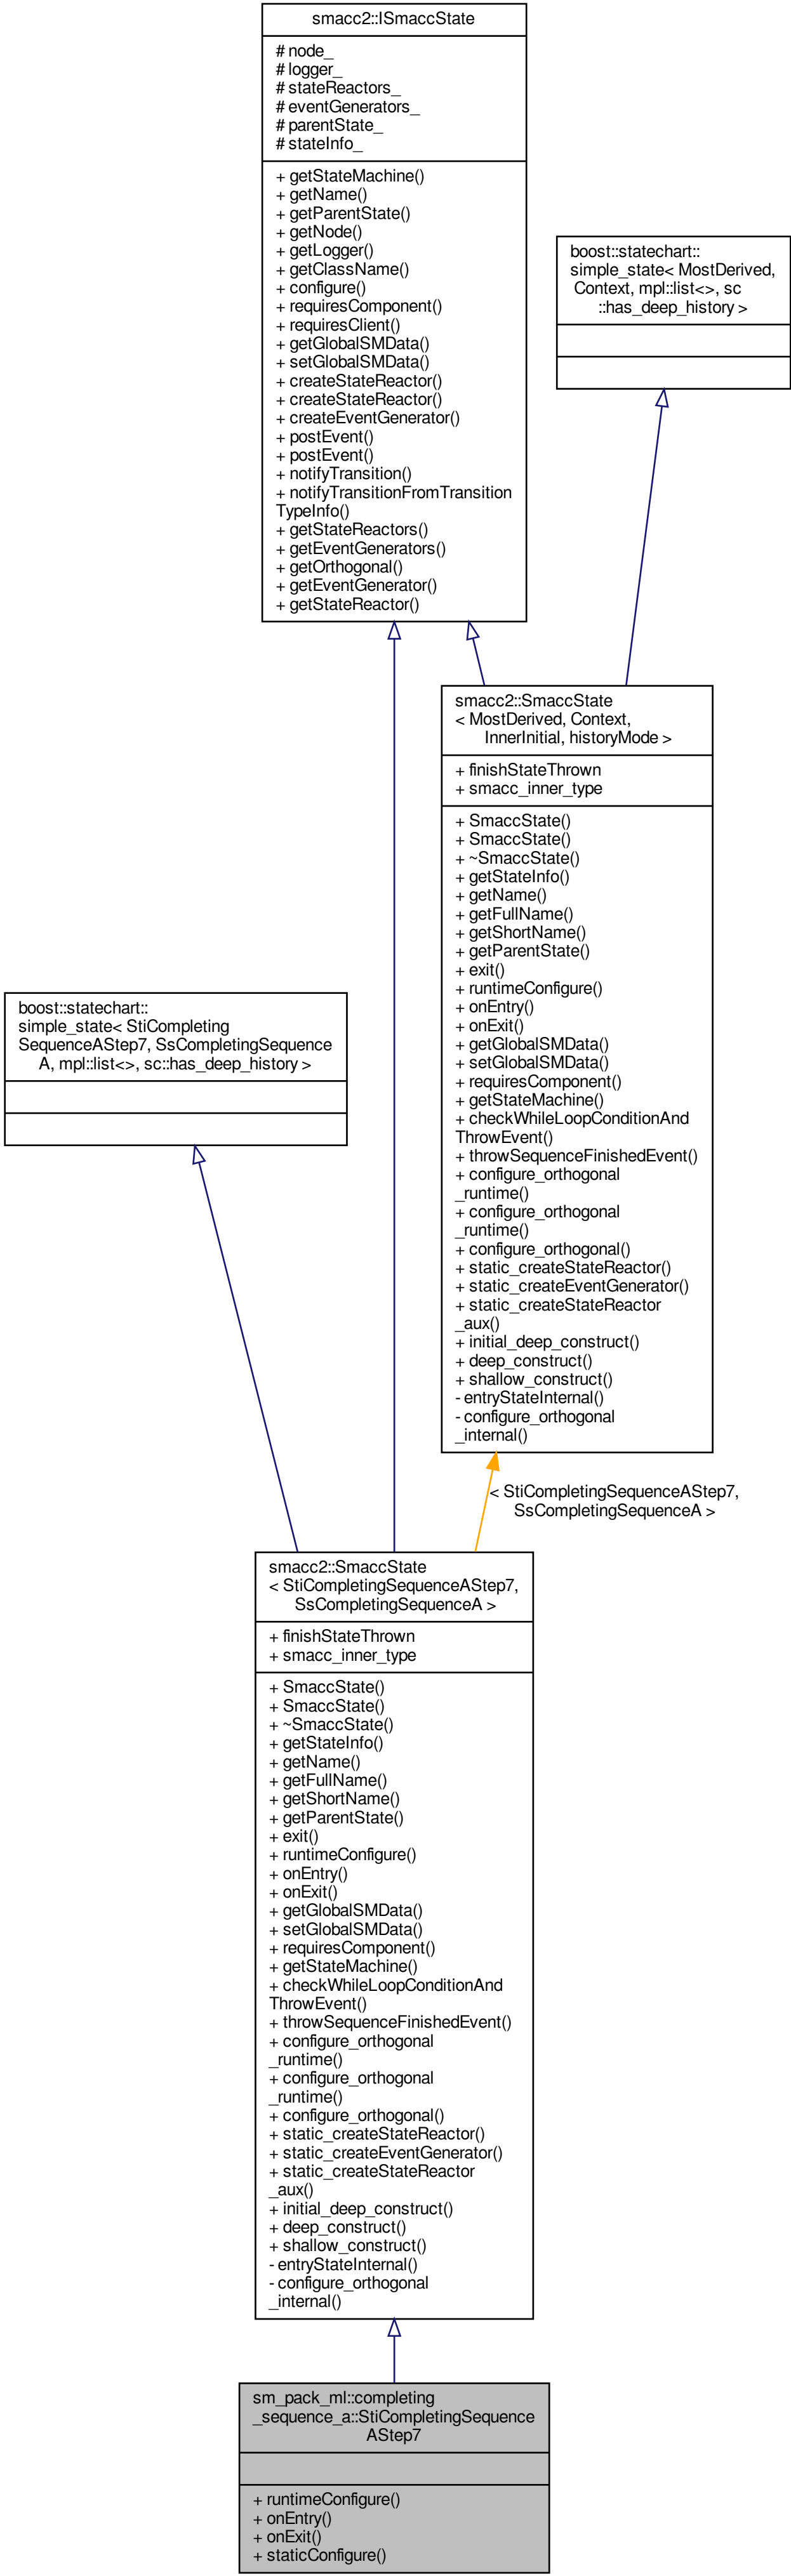 smacc2::ISmaccState
# node_
# logger_
# stateReactors_
# eventGenerators_
# parentState_
# stateInfo_
+ getStateMachine()
+ getName()
+ getParentState()
+ getNode()
+ getLogger()
+ getClassName()
+ configure()
+ requiresComponent()
+ requiresClient()
+ getGlobalSMData()
+ setGlobalSMData()
+ createStateReactor()
+ createStateReactor()
+ createEventGenerator()
+ postEvent()
+ postEvent()
+ notifyTransition()
+ notifyTransitionFromTransition
TypeInfo()
+ getStateReactors()
+ getEventGenerators()
+ getOrthogonal()
+ getEventGenerator()
+ getStateReactor()
boost::statechart::
simple_state< MostDerived,
Context, mpl::list<>, sc
::has_deep_history >
smacc2::SmaccState
< MostDerived, Context,
InnerInitial, historyMode >
+ finishStateThrown
+ smacc_inner_type
+ SmaccState()
+ SmaccState()
+ ~SmaccState()
+ getStateInfo()
+ getName()
+ getFullName()
+ getShortName()
+ getParentState()
+ exit()
+ runtimeConfigure()
+ onEntry()
+ onExit()
+ getGlobalSMData()
+ setGlobalSMData()
+ requiresComponent()
+ getStateMachine()
+ checkWhileLoopConditionAnd
ThrowEvent()
+ throwSequenceFinishedEvent()
+ configure_orthogonal
_runtime()
+ configure_orthogonal
_runtime()
+ configure_orthogonal()
+ static_createStateReactor()
+ static_createEventGenerator()
+ static_createStateReactor
_aux()
+ initial_deep_construct()
+ deep_construct()
+ shallow_construct()
- entryStateInternal()
- configure_orthogonal
_internal()
boost::statechart::
simple_state< StiCompleting
SequenceAStep7, SsCompletingSequence
A, mpl::list<>, sc::has_deep_history >
< StiCompletingSequenceAStep7,
SsCompletingSequenceA >
smacc2::SmaccState
< StiCompletingSequenceAStep7,
SsCompletingSequenceA >
+ finishStateThrown
+ smacc_inner_type
+ SmaccState()
+ SmaccState()
+ ~SmaccState()
+ getStateInfo()
+ getName()
+ getFullName()
+ getShortName()
+ getParentState()
+ exit()
+ runtimeConfigure()
+ onEntry()
+ onExit()
+ getGlobalSMData()
+ setGlobalSMData()
+ requiresComponent()
+ getStateMachine()
+ checkWhileLoopConditionAnd
ThrowEvent()
+ throwSequenceFinishedEvent()
+ configure_orthogonal
_runtime()
+ configure_orthogonal
_runtime()
+ configure_orthogonal()
+ static_createStateReactor()
+ static_createEventGenerator()
+ static_createStateReactor
_aux()
+ initial_deep_construct()
+ deep_construct()
+ shallow_construct()
- entryStateInternal()
- configure_orthogonal
_internal()
sm_pack_ml::completing
_sequence_a::StiCompletingSequence
AStep7
+ runtimeConfigure()
+ onEntry()
+ onExit()
+ staticConfigure()